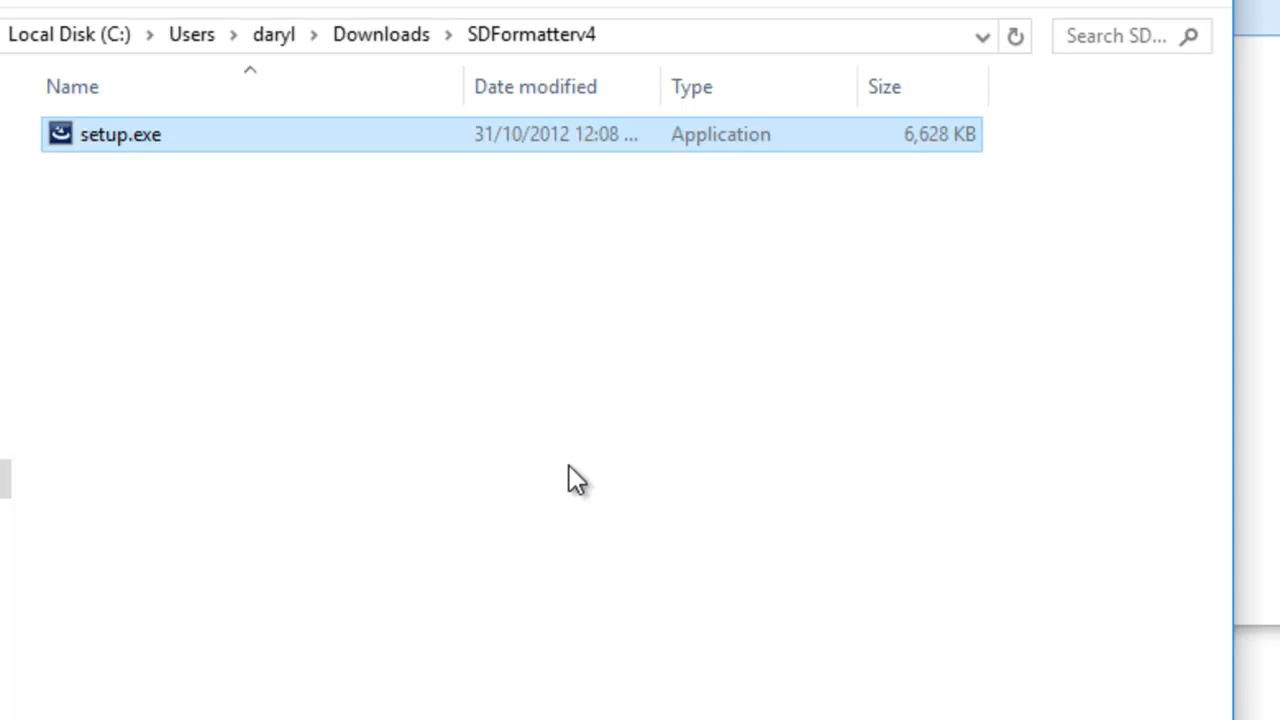 Local Disk (C:) > Users > daryl > Downloads > SDFormatterv4
Search SD...
Name Date modified Type Size
setup.exe 31/10/2012 12:08 ... Application 6,628 KB